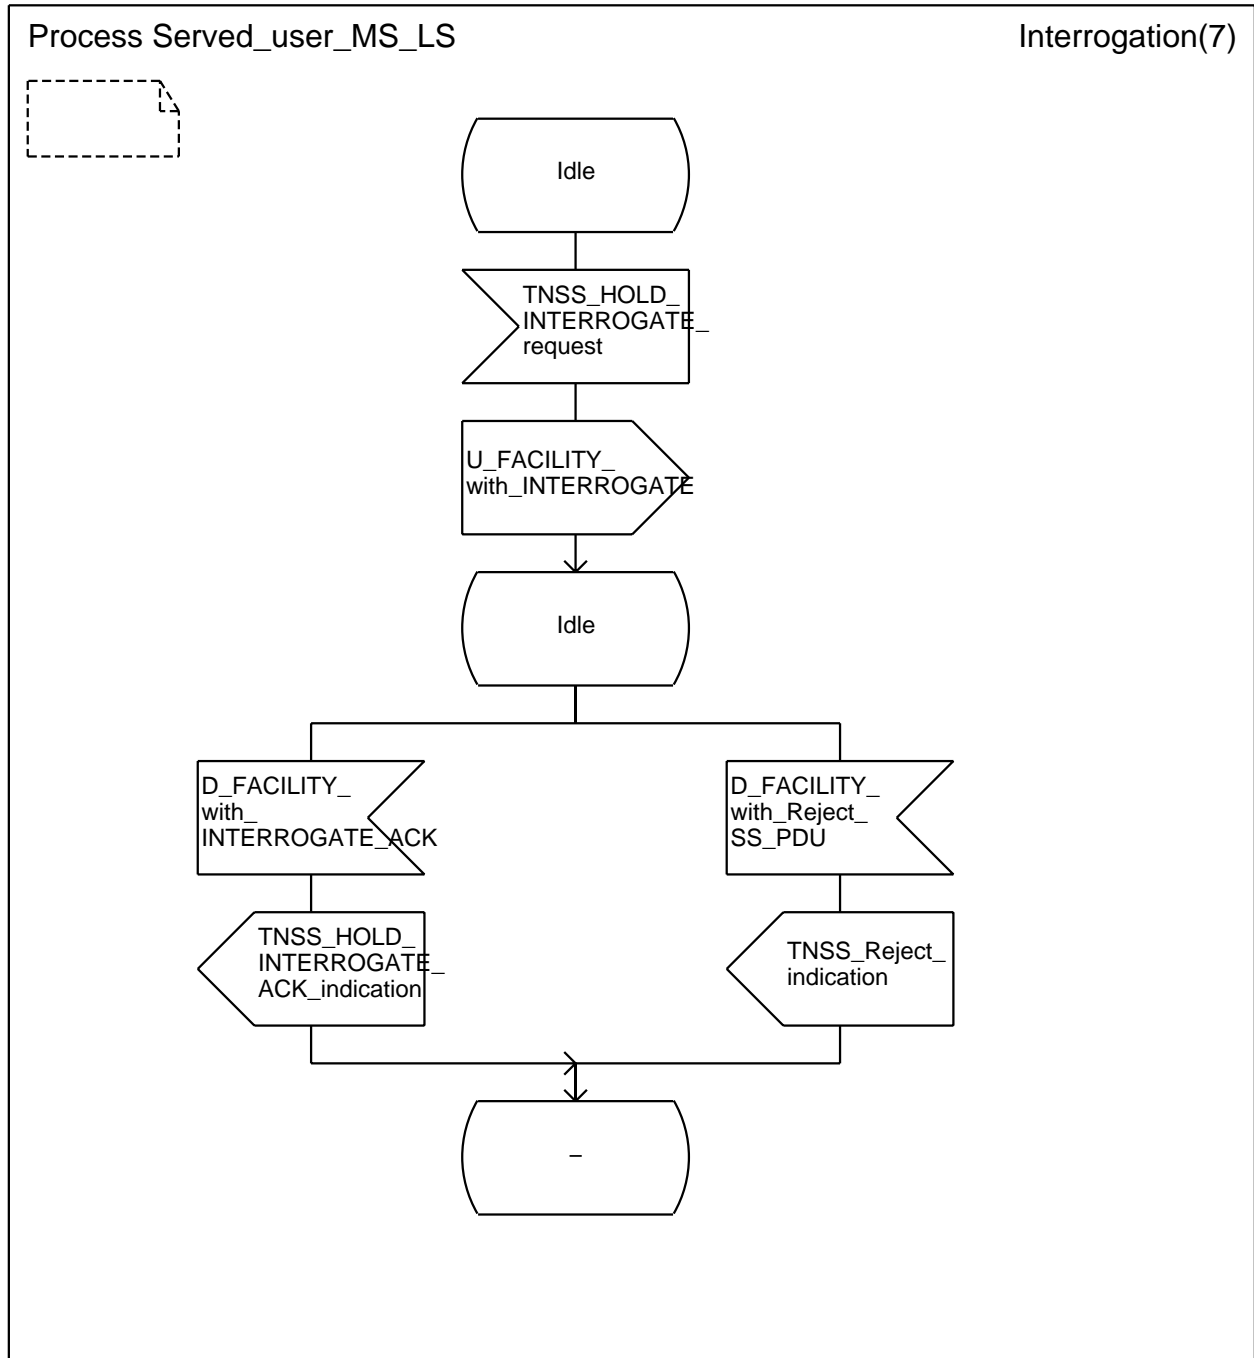 Process Served_user_MS_LS
Interrogation(7)
Idle
TNSS_HOLD_
INTERROGATE_
request
U_FACILITY_
with_INTERROGATE
Idle
D_FACILITY_
with_
INTERROGATE_ACK
D_FACILITY_
with_Reject_
SS_PDU
TNSS_HOLD_
INTERROGATE_
ACK_indication
TNSS_Reject_
indication
–